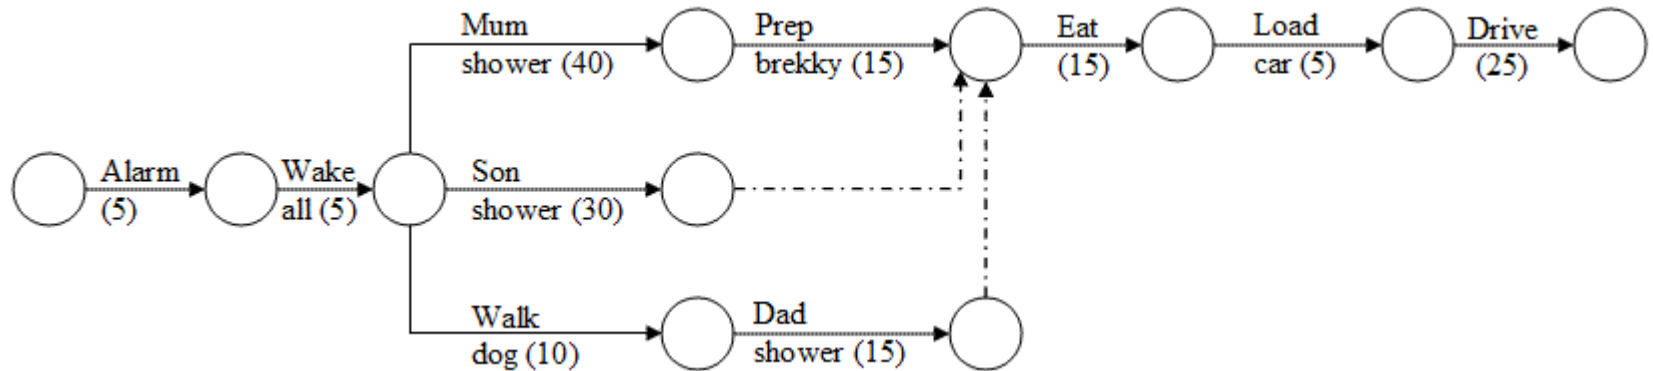 Mum
shower (40)
Prep
brekky (15)
Eat
(15)
Load
car (5)
Drive
(25)
Alarm
(5)
Wake
all (5)
Son
shower (30)
Walk
dog (10)
Dad
shower (15)